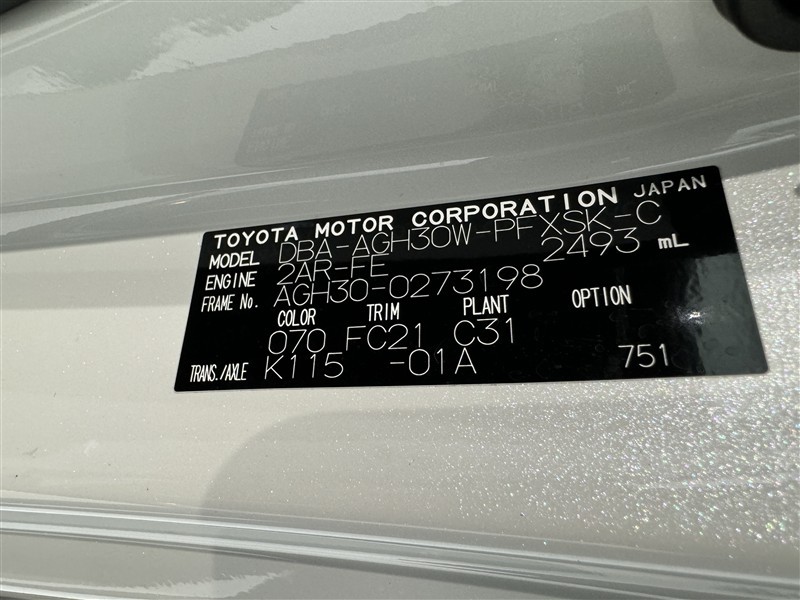 TOYOTA MOTOR CORPORATION JAPAN
MODEL DBA-AGH30W-PFXSK-C
ENGINE 2AR-FE 2493 mL
FRAME No. AGH30-0273198
COLOR TRIM PLANT OPTION
070 FC21 C31
TRANS./AXLE K115 -01A 751